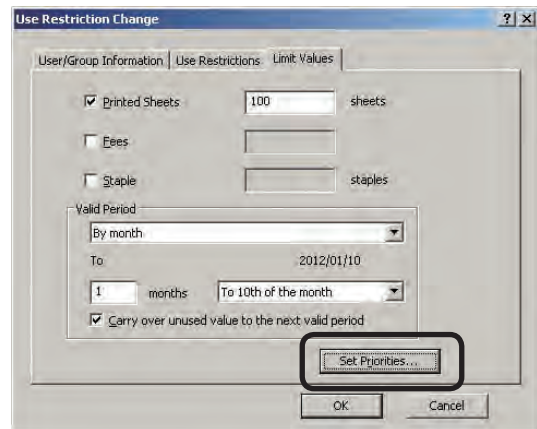 Use Restriction Change
User/Group Information Use Restrictions Limit Values
Printed Sheets 100 sheets
Fees
Staple staples
Valid Period
By month
To 2012/01/10
1 months To 10th of the month
Carry over unused value to the next valid period
Set Priorities...
OK Cancel